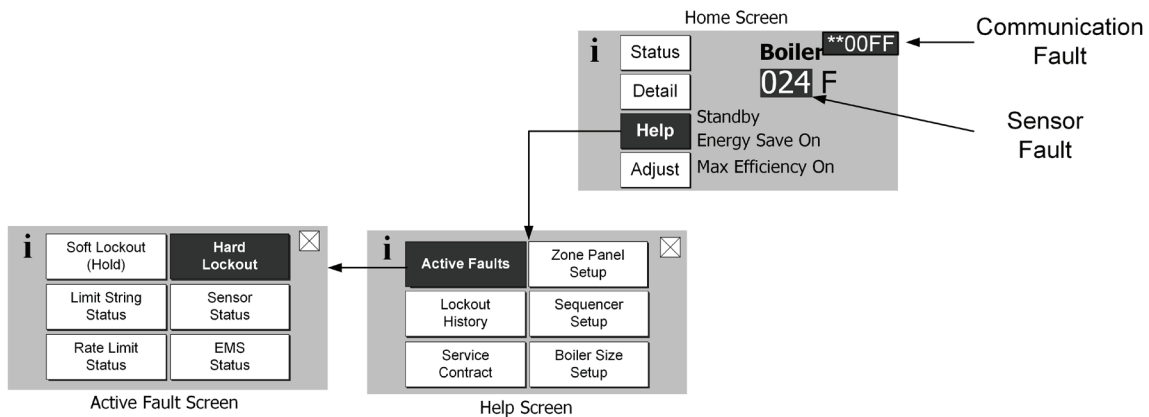 Home Screen
Communication
Fault
i
Status
Boiler
**00FF
Detail
024 F
Sensor
Fault
Help
Standby
Energy Save On
Adjust
Max Efficiency On
i
Soft Lockout
(Hold)
Hard
Lockout
Limit String
Status
Sensor
Status
Rate Limit
Status
EMS
Status
Active Fault Screen
i
Active Faults
Zone Panel
Setup
Lockout
History
Sequencer
Setup
Service
Contract
Boiler Size
Setup
Help Screen